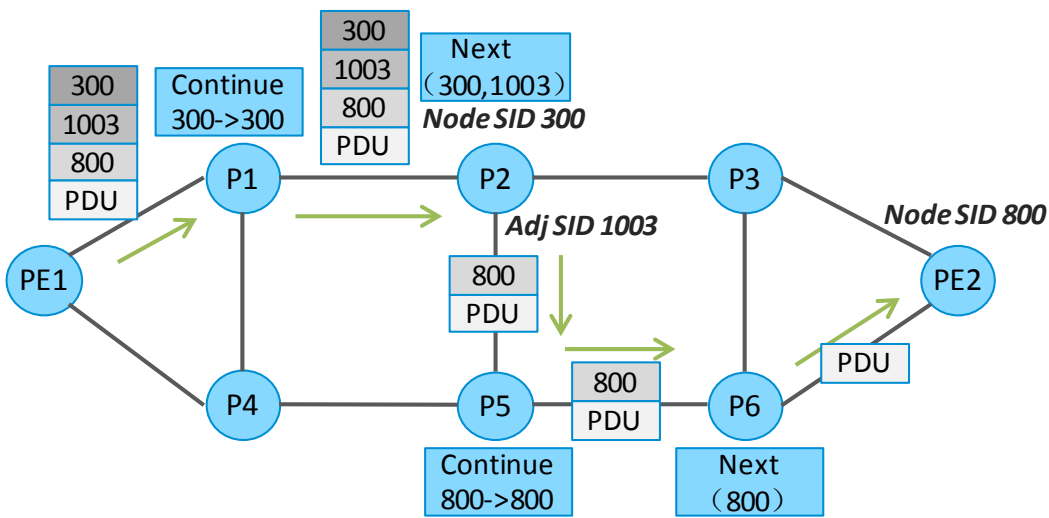 300
1003
800
PDU
Continue
300->300
300
1003
800
PDU
Next
（300,1003）
Node SID 300
P1
P2
P3
Adj SID 1003
Node SID 800
PE1
800
PDU
PE2
PDU
P4
P5
800
PDU
P6
Continue
800->800
Next
（800）